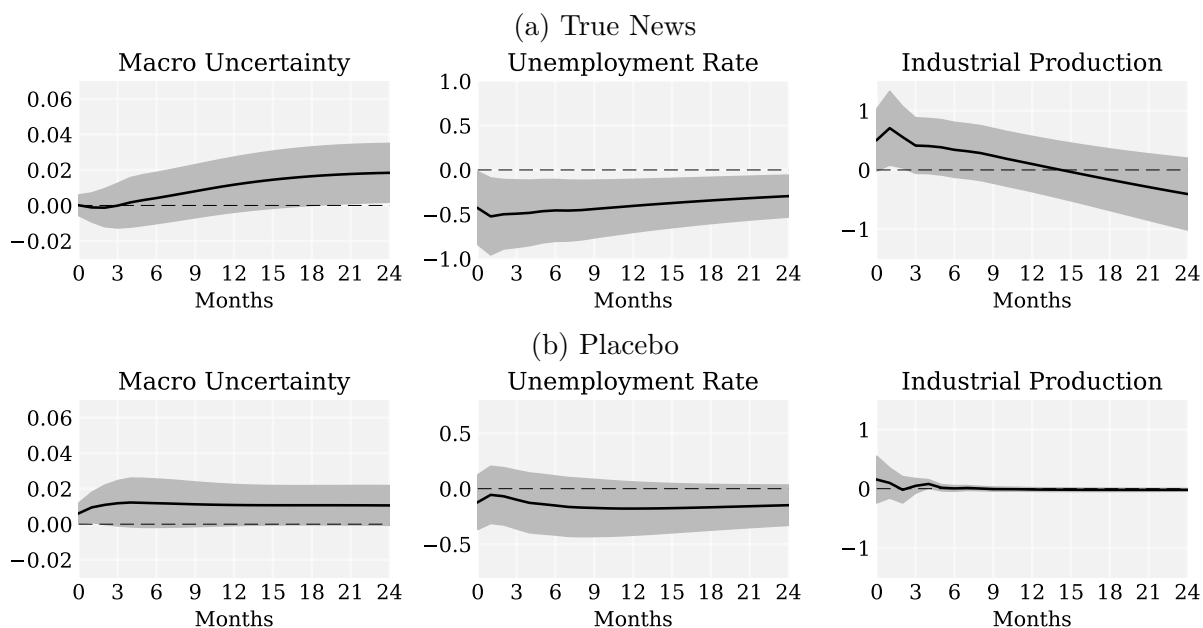 (a) True News
Macro Uncertainty
Unemployment Rate
Industrial Production
0.06
0.04
0.02
0.00
−0.02
0 3 6 9 12 15 18 21 24
Months
1.0
0.5
0.0
−0.5
−1.0
0 3 6 9 12 15 18 21 24
Months
1
0
−1
0 3 6 9 12 15 18 21 24
Months
(b) Placebo
Macro Uncertainty
Unemployment Rate
Industrial Production
0.06
0.04
0.02
0.00
−0.02
0 3 6 9 12 15 18 21 24
Months
0.5
0.0
−0.5
0 3 6 9 12 15 18 21 24
Months
1
0
−1
0 3 6 9 12 15 18 21 24
Months